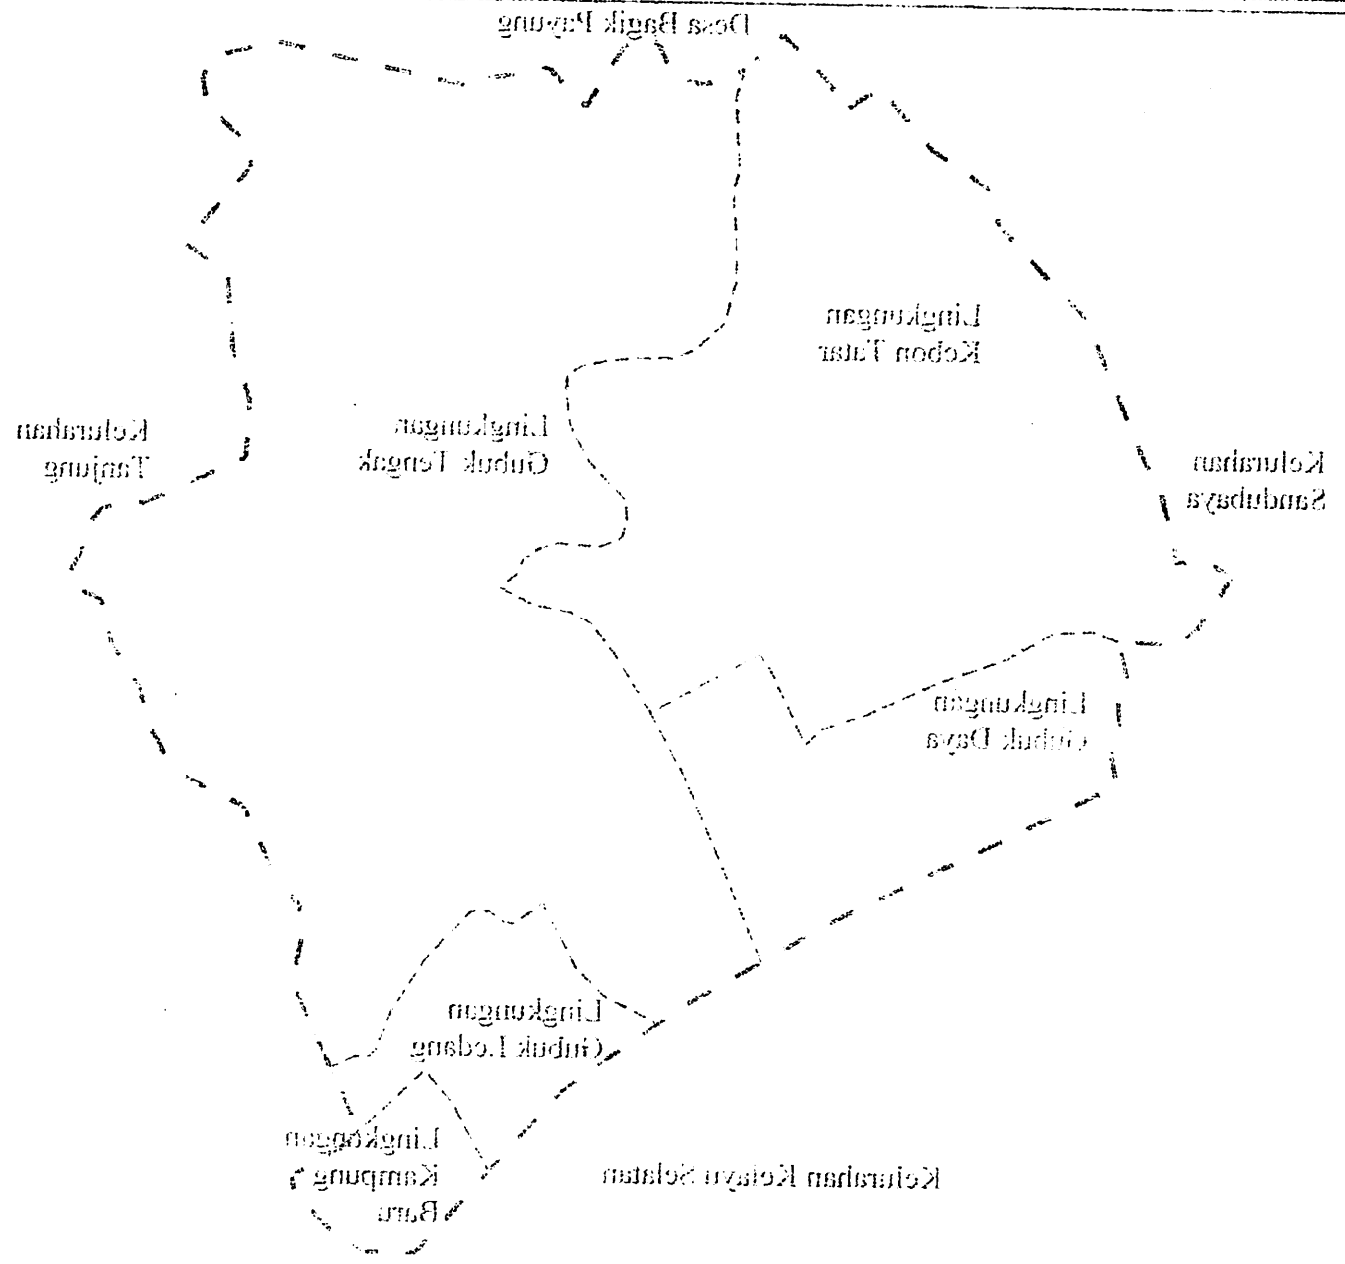 Desa Bagik Payung
Lingkungan
Kebon Tatar
Lingkungan
Gubuk Tengak
Kelurahan
Tanjung
Kelurahan
Sandubaya
Lingkungan
Gubuk Daya
Lingkungan
Gubuk Ledang
Lingkongan
Kampung
Baru
Kelurahan Kelayu Selatan